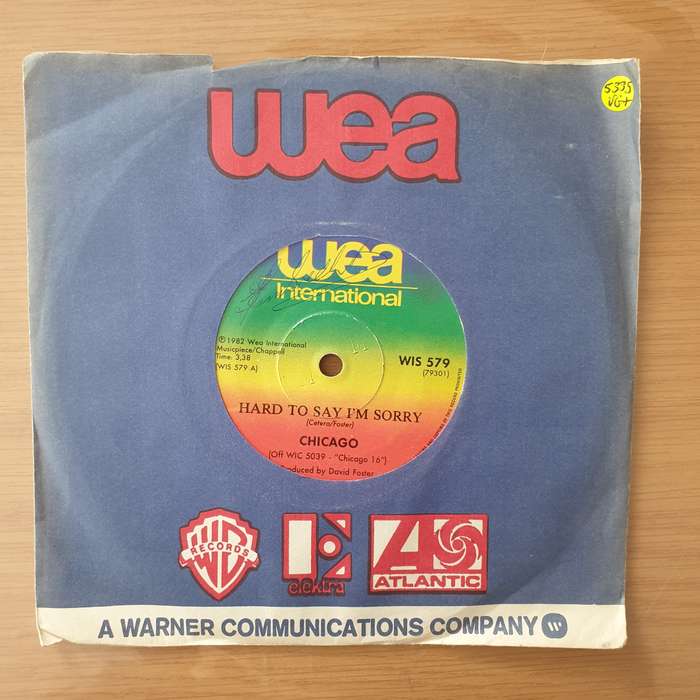 wea
5335
VG+
wea
International
℗ 1982 Wea International
Musicpiece/Chappell
Time: 3,38
(WIS 579 A)
WIS 579
(79301)
HARD TO SAY I'M SORRY
(Cetera/Foster)
CHICAGO
(Off WIC 5039 - "Chicago 16")
Produced by David Foster
WB
RECORDS
E
elektra
A
ATLANTIC
A WARNER COMMUNICATIONS COMPANY